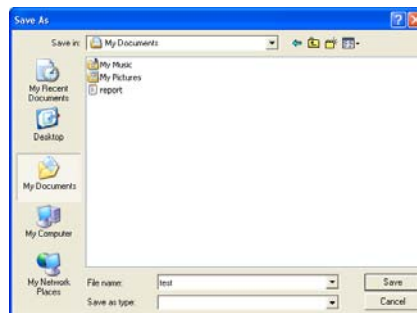 Save As
Save in: My Documents
My Recent Documents
Desktop
My Documents
My Computer
My Network Places
My Music
My Pictures
report
File name: test
Save as type:
Save
Cancel